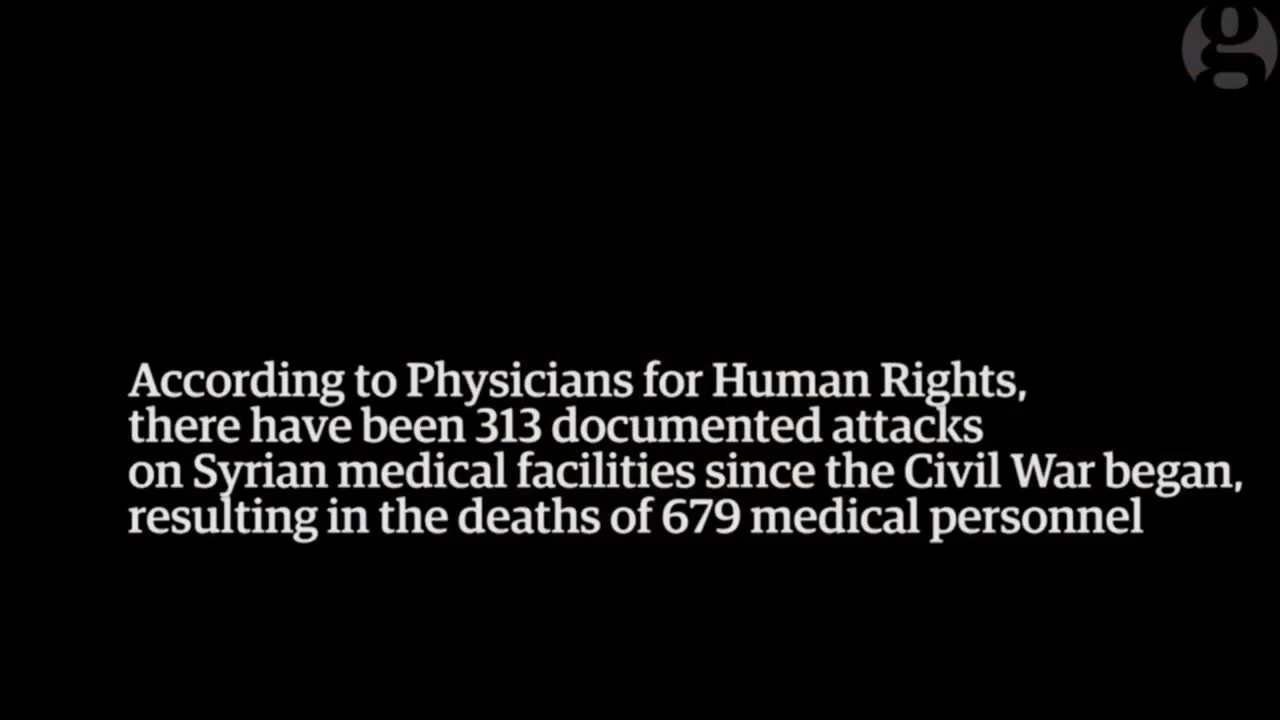 g
According to Physicians for Human Rights,
there have been 313 documented attacks
on Syrian medical facilities since the Civil War began,
resulting in the deaths of 679 medical personnel